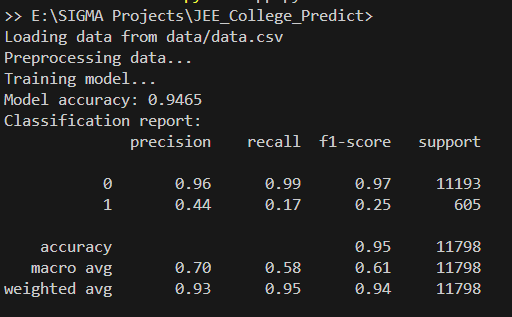 >> E:\SIGMA Projects\JEE_College_Predict>
Loading data from data/data.csv
Preprocessing data...
Training model...
Model accuracy: 0.9465
Classification report:
precision recall f1-score support
0 0.96 0.99 0.97 11193
1 0.44 0.17 0.25 605
accuracy 0.95 11798
macro avg 0.70 0.58 0.61 11798
weighted avg 0.93 0.95 0.94 11798